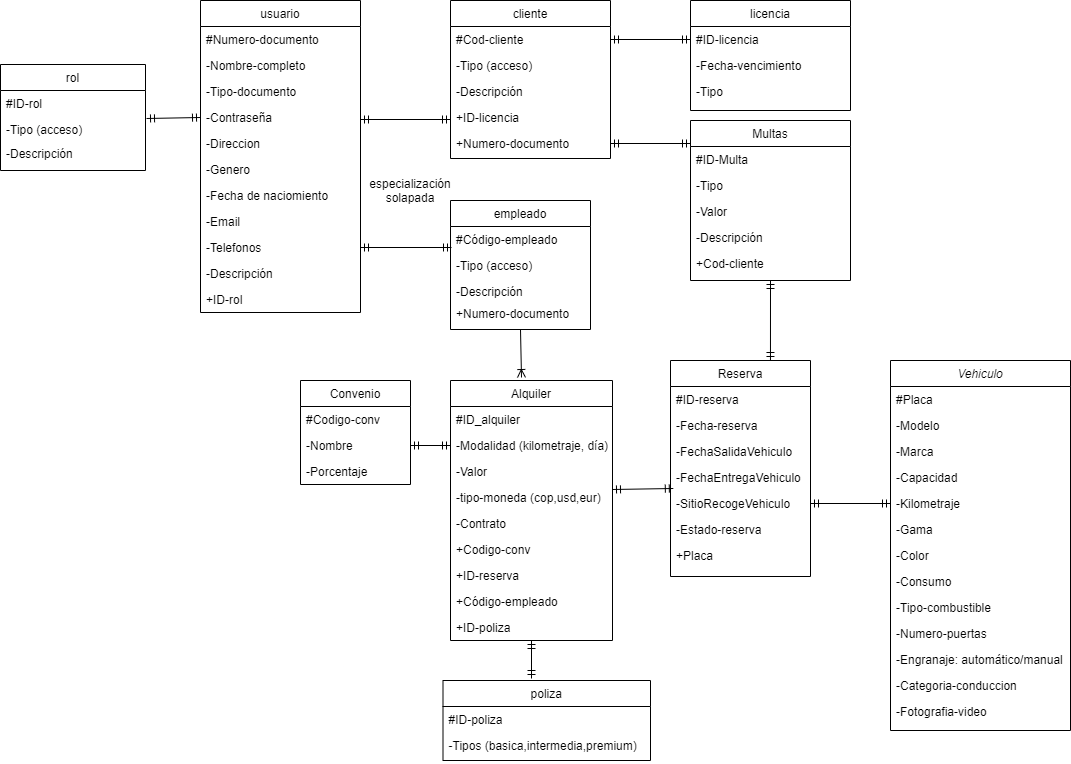 rol
#ID-rol
-Tipo (acceso)
-Descripción
usuario
#Numero-documento
-Nombre-completo
-Tipo-documento
-Contraseña
-Direccion
-Genero
-Fecha de naciomiento
-Email
-Telefonos
-Descripción
+ID-rol
cliente
#Cod-cliente
-Tipo (acceso)
-Descripción
+ID-licencia
+Numero-documento
licencia
#ID-licencia
-Fecha-vencimiento
-Tipo
Multas
#ID-Multa
-Tipo
-Valor
-Descripción
+Cod-cliente
especialización
solapada
empleado
#Código-empleado
-Tipo (acceso)
-Descripción
+Numero-documento
Convenio
#Codigo-conv
-Nombre
-Porcentaje
Alquiler
#ID_alquiler
-Modalidad (kilometraje, día)
-Valor
-tipo-moneda (cop,usd,eur)
-Contrato
+Codigo-conv
+ID-reserva
+Código-empleado
+ID-poliza
Reserva
#ID-reserva
-Fecha-reserva
-FechaSalidaVehiculo
-FechaEntregaVehiculo
-SitioRecogeVehiculo
-Estado-reserva
+Placa
Vehiculo
#Placa
-Modelo
-Marca
-Capacidad
-Kilometraje
-Gama
-Color
-Consumo
-Tipo-combustible
-Numero-puertas
-Engranaje: automático/manual
-Categoria-conduccion
-Fotografia-video
poliza
#ID-poliza
-Tipos (basica,intermedia,premium)